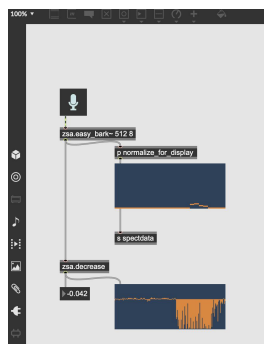 100%
zsa.easy_bark~ 512 8
p normalize_for_display
s spectdata
zsa.decrease
-0.042